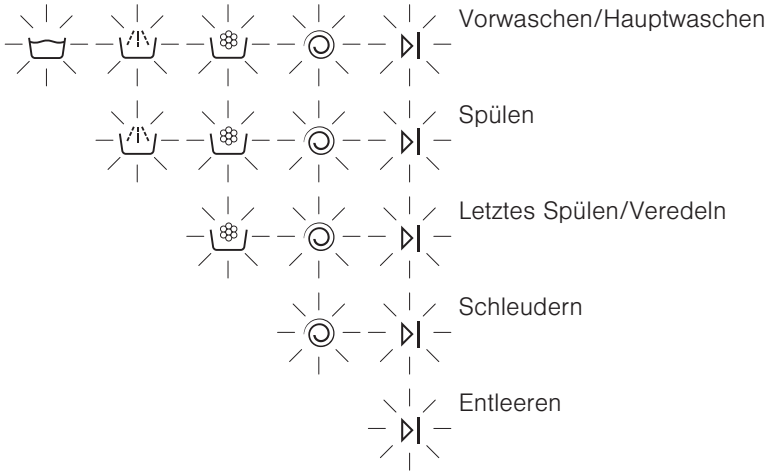 Vorwaschen/Hauptwaschen
Spülen
Letztes Spülen/Veredeln
Schleudern
Entleeren